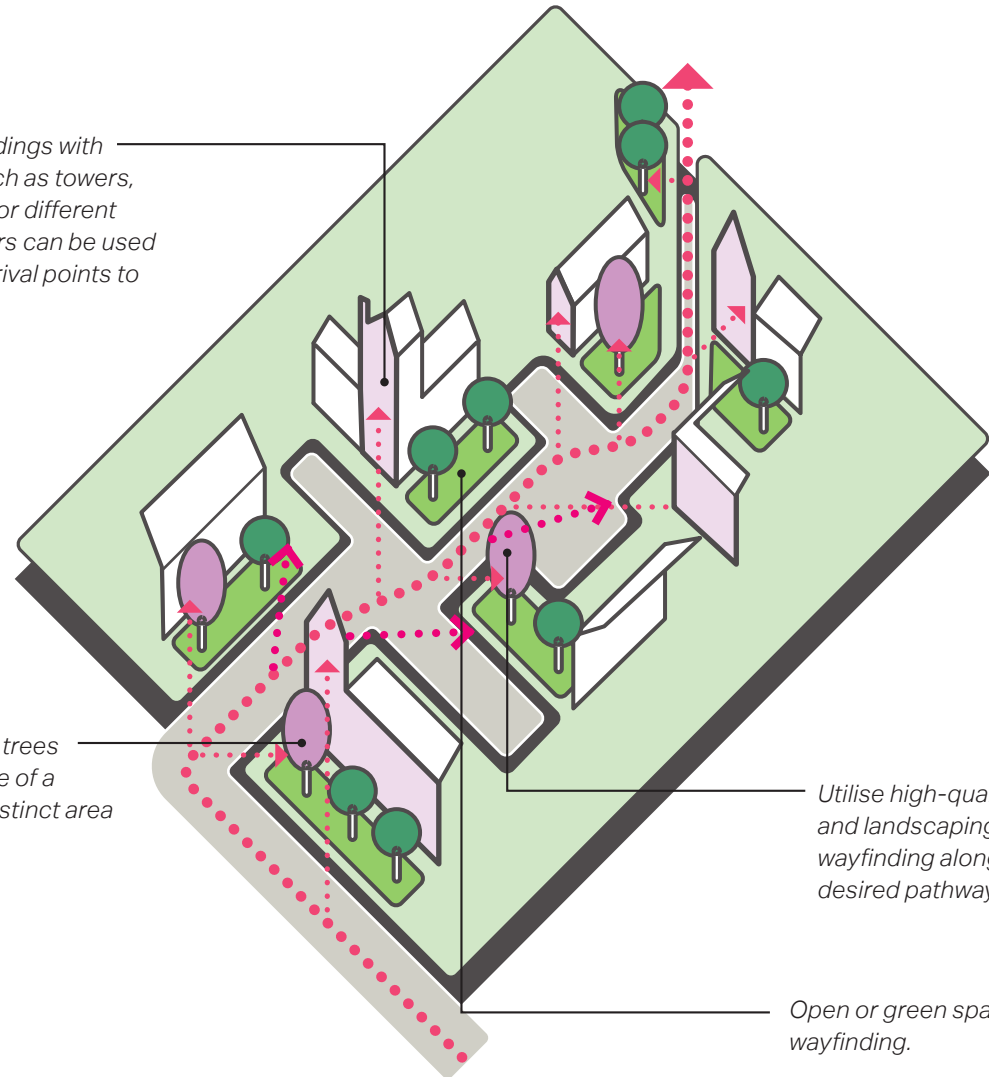 dings with
ch as towers,
or different
rs can be used
rival points to
trees
e of a
stinct area
Utilise high-qua
and landscaping
wayfinding along
desired pathway
Open or green spa
wayfinding.